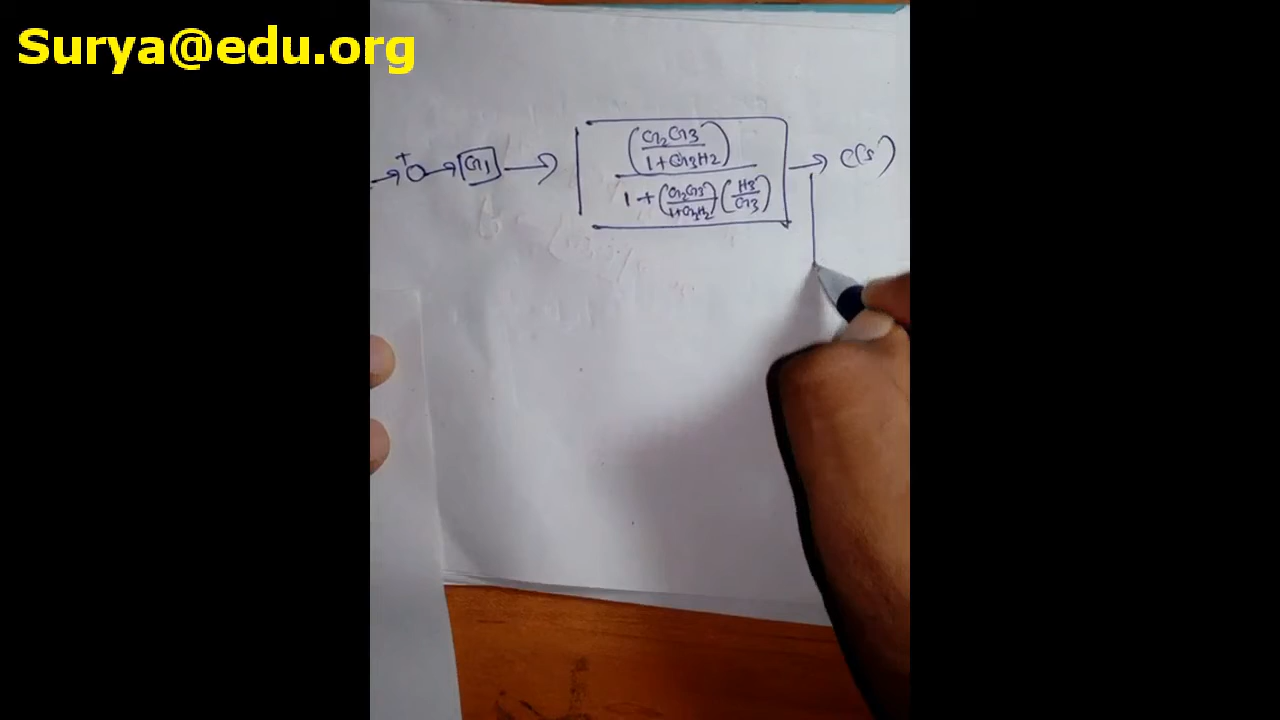 Surya@edu.org
+
G1
(G2G3 / 1+G3H2)
1+(G2G3 / 1+G3H2)(H3 / G3)
C(s)